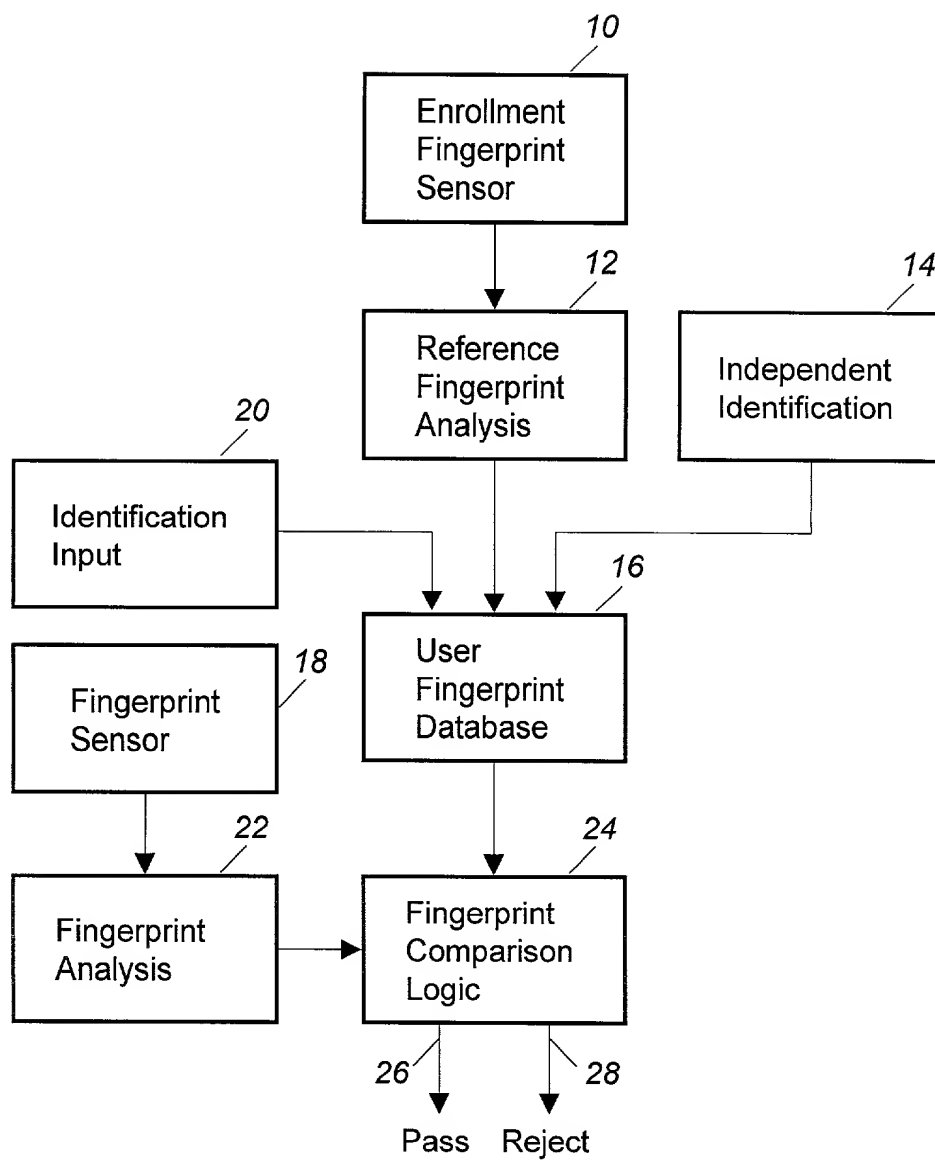 10
Enrollment
Fingerprint
Sensor
12
Reference
Fingerprint
Analysis
14
Independent
Identification
20
Identification
Input
16
User
Fingerprint
Database
18
Fingerprint
Sensor
22
Fingerprint
Analysis
24
Fingerprint
Comparison
Logic
26
28
Pass
Reject